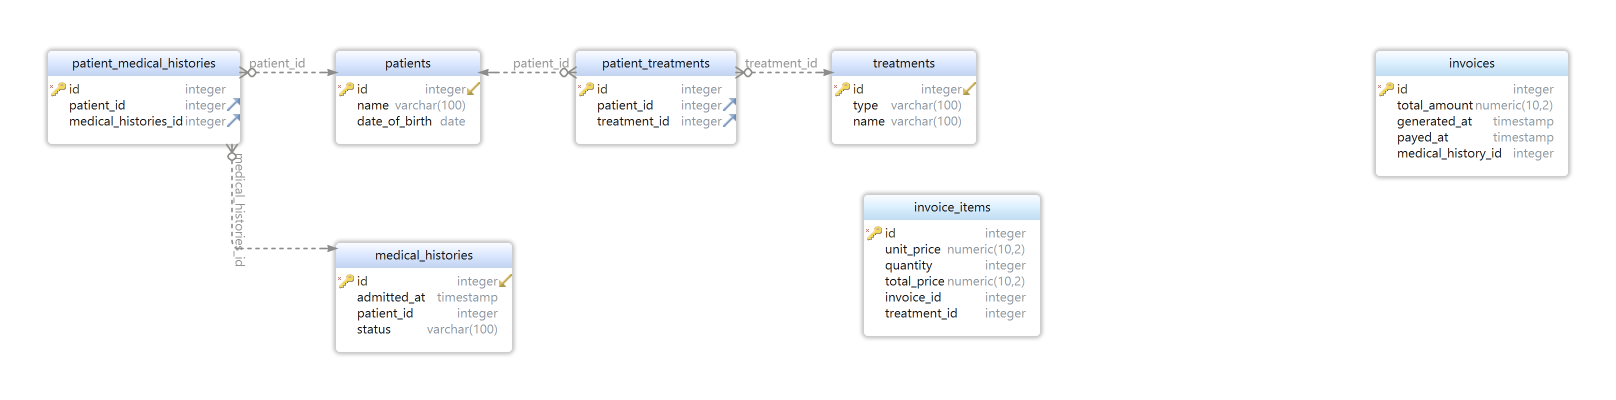 patient_medical_histories
id integer
patient_id integer
medical_histories_id integer
patient_id
patients
id integer
name varchar(100)
date_of_birth date
patient_id
patient_treatments
id integer
patient_id integer
treatment_id integer
treatment_id
treatments
id integer
type varchar(100)
name varchar(100)
invoices
id integer
total_amount numeric(10,2)
generated_at timestamp
payed_at timestamp
medical_history_id integer
medical_histories_id
medical_histories
id integer
admitted_at timestamp
patient_id integer
status varchar(100)
invoice_items
id integer
unit_price numeric(10,2)
quantity integer
total_price numeric(10,2)
invoice_id integer
treatment_id integer